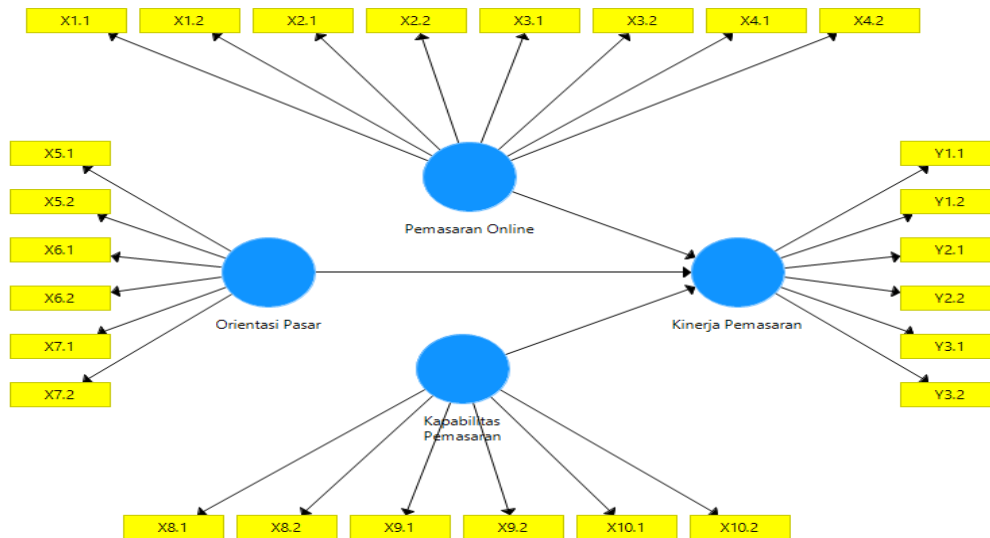 X1.1 X1.2 X2.1 X2.2 X3.1 X3.2 X4.1 X4.2
X5.1
X5.2
X6.1
X6.2
X7.1
X7.2
Pemasaran Online
Orientasi Pasar
Kinerja Pemasaran
Kapabilitas
Pemasaran
Y1.1
Y1.2
Y2.1
Y2.2
Y3.1
Y3.2
X8.1 X8.2 X9.1 X9.2 X10.1 X10.2